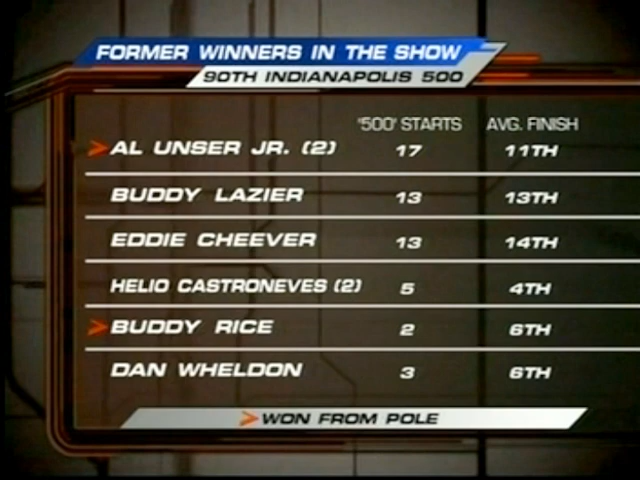 FORMER WINNERS IN THE SHOW
90TH INDIANAPOLIS 500
'500' STARTS AVG. FINISH
AL UNSER JR. (2) 17 11TH
BUDDY LAZIER 13 13TH
EDDIE CHEEVER 13 14TH
HELIO CASTRONEVES (2) 5 4TH
BUDDY RICE 2 6TH
DAN WHELDON 3 6TH
WON FROM POLE